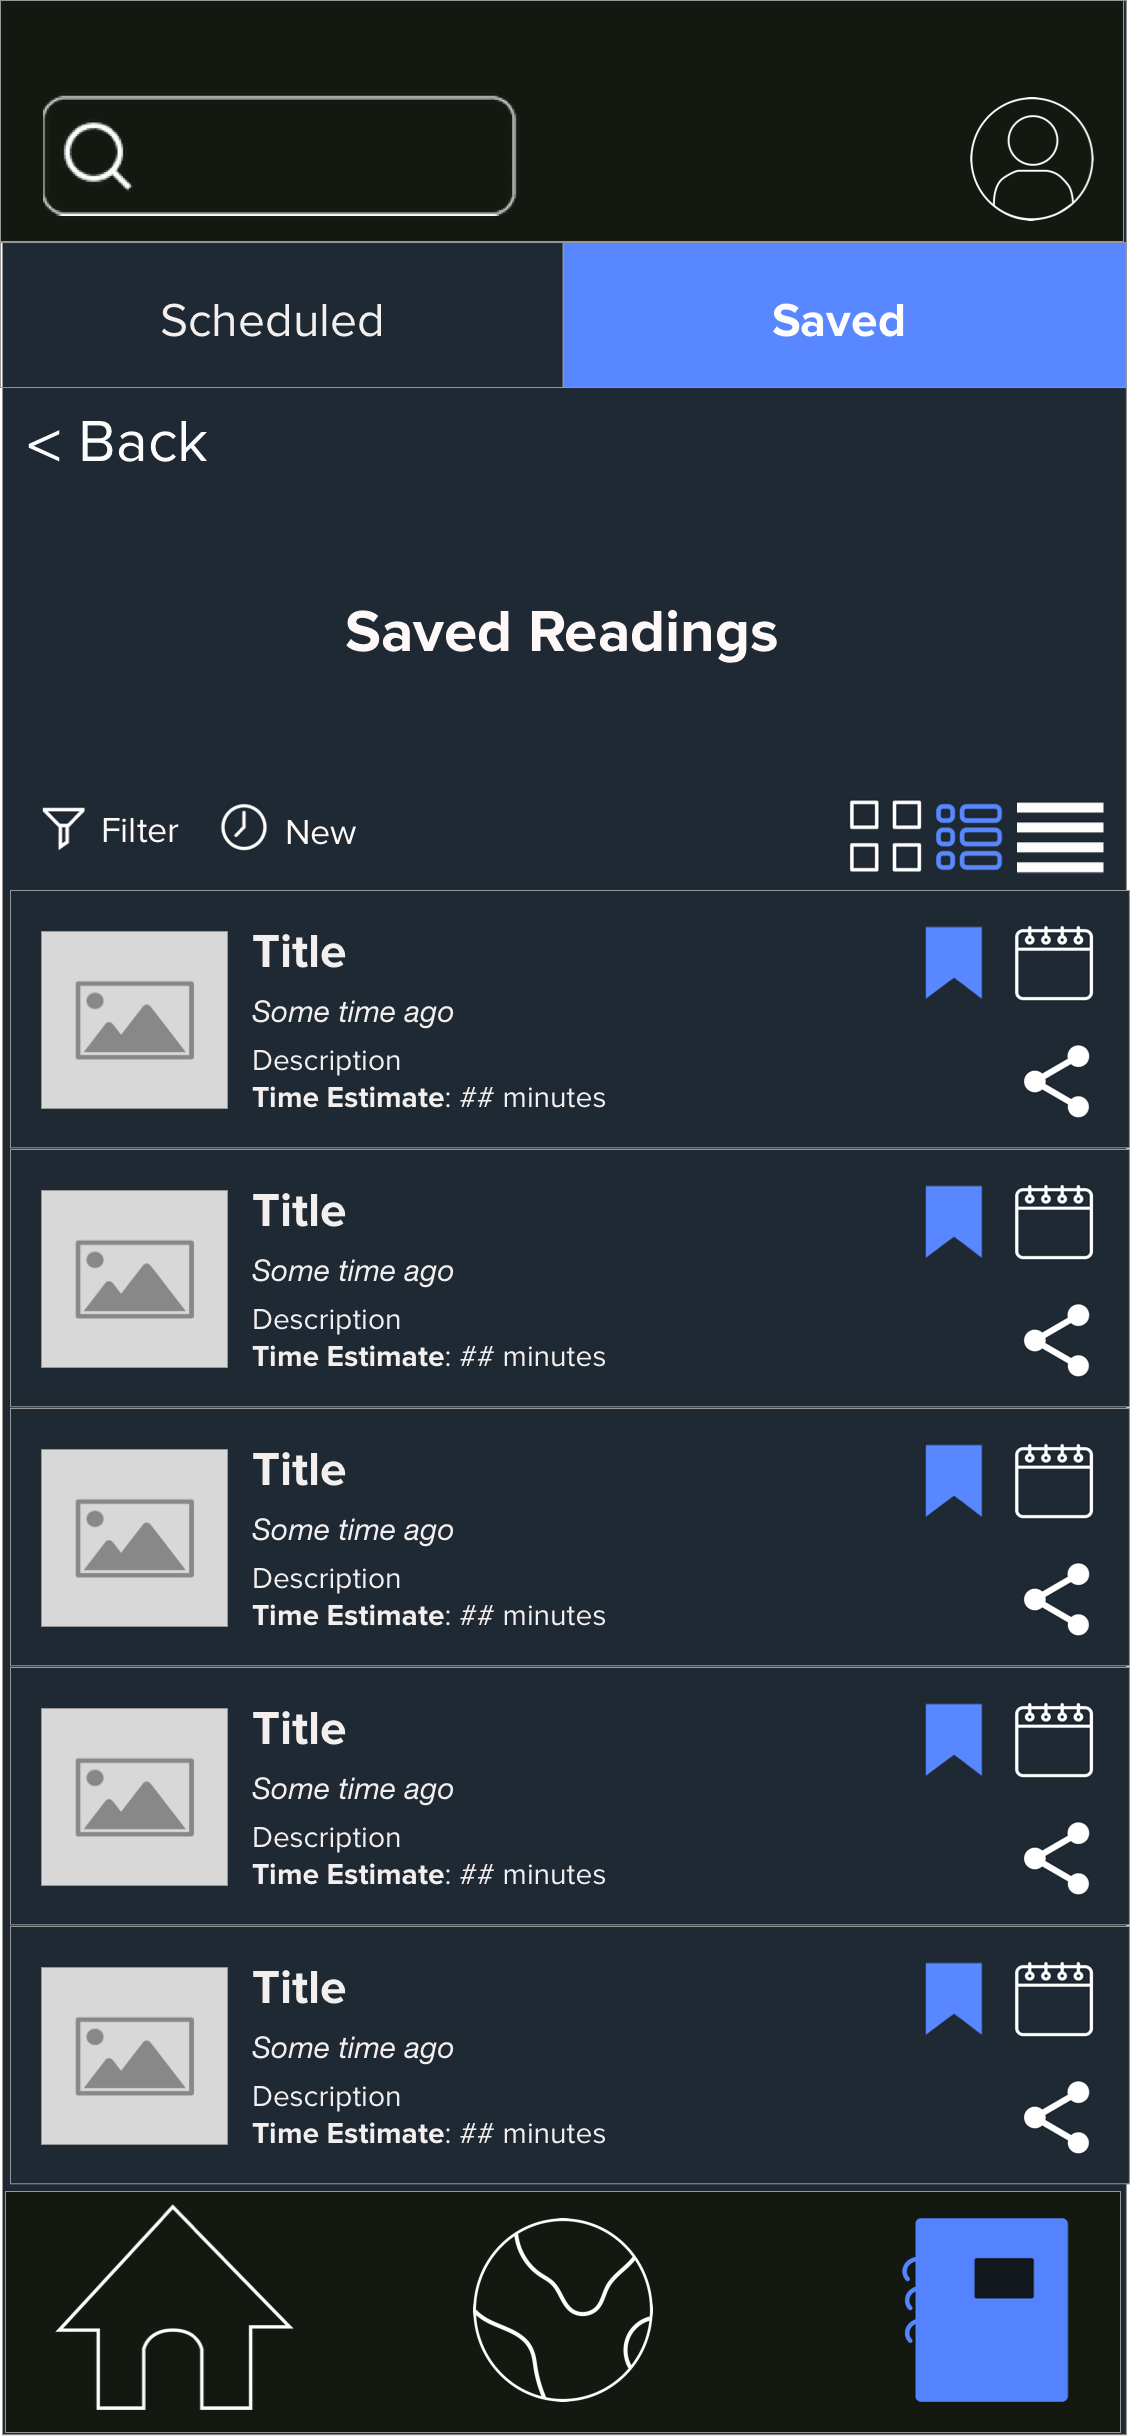 Scheduled
Saved
< Back
Saved Readings
Filter
New
Title
Some time ago
Description
Time Estimate: ## minutes
Title
Some time ago
Description
Time Estimate: ## minutes
Title
Some time ago
Description
Time Estimate: ## minutes
Title
Some time ago
Description
Time Estimate: ## minutes
Title
Some time ago
Description
Time Estimate: ## minutes